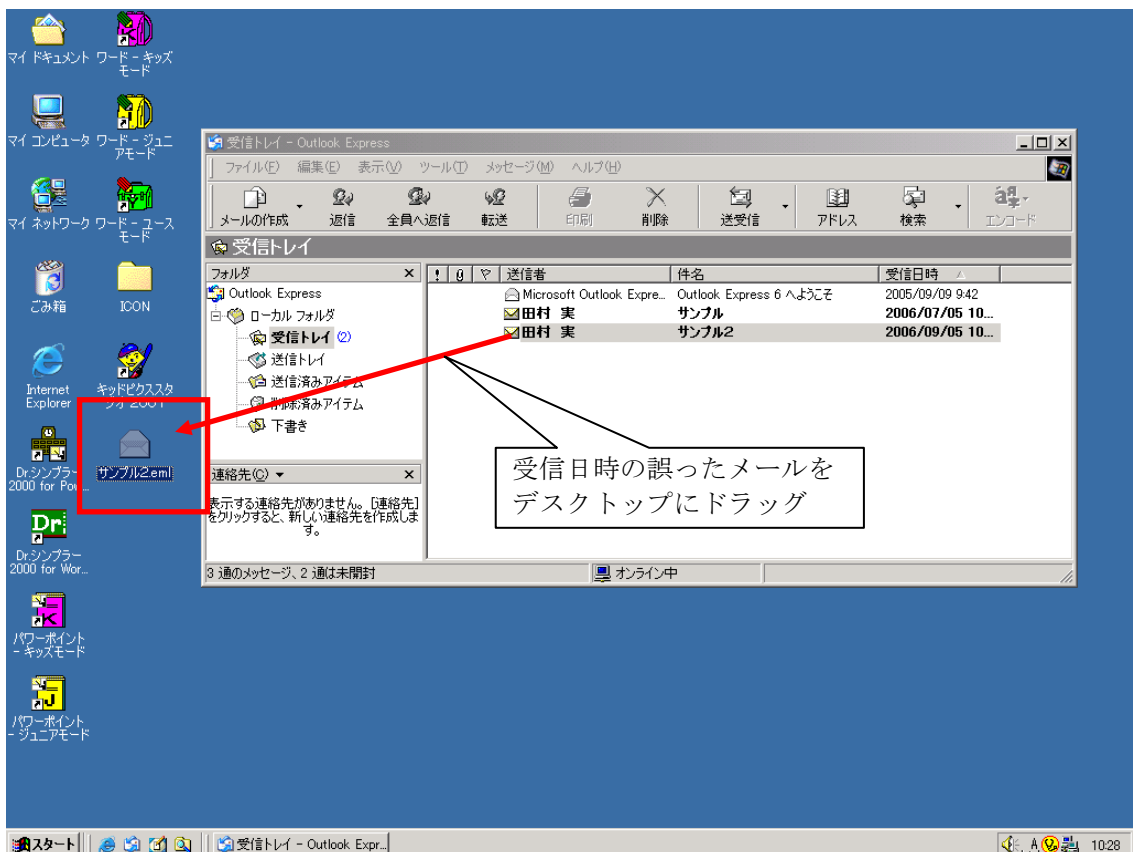 マイ ドキュメント
ワード - キッズ
モード
マイ コンピュータ
ワード - ジュニ
アモード
マイ ネットワーク
ワード - ユース
モード
ごみ箱
ICON
Internet
Explorer
キッドピクススタ
ジオ 2001
Dr.シンプラー
2000 for Pow...
サンプル2.eml
Dr.シンプラー
2000 for Wor...
パワーポイント
- キッズモード
パワーポイント
- ジュニアモード
受信トレイ - Outlook Express
ファイル(F) 編集(E) 表示(V) ツール(T) メッセージ(M) ヘルプ(H)
メールの作成 返信 全員へ返信 転送 印刷 削除 送受信 アドレス 検索 エンコード
受信トレイ
フォルダ
Outlook Express
ローカル フォルダ
受信トレイ (2)
送信トレイ
送信済みアイテム
削除済みアイテム
下書き
連絡先(C)
表示する連絡先がありません。[連絡先]
をクリックすると、新しい連絡先を作成しま
す。
送信者 件名 受信日時
Microsoft Outlook Expre... Outlook Express 6 へようこそ 2005/09/09 9:42
田村 実 サンプル 2006/07/05 10...
田村 実 サンプル2 2006/09/05 10...
受信日時の誤ったメールを
デスクトップにドラッグ
3 通のメッセージ、2 通は未開封 オンライン中
スタート 受信トレイ - Outlook Expr... A 10:28